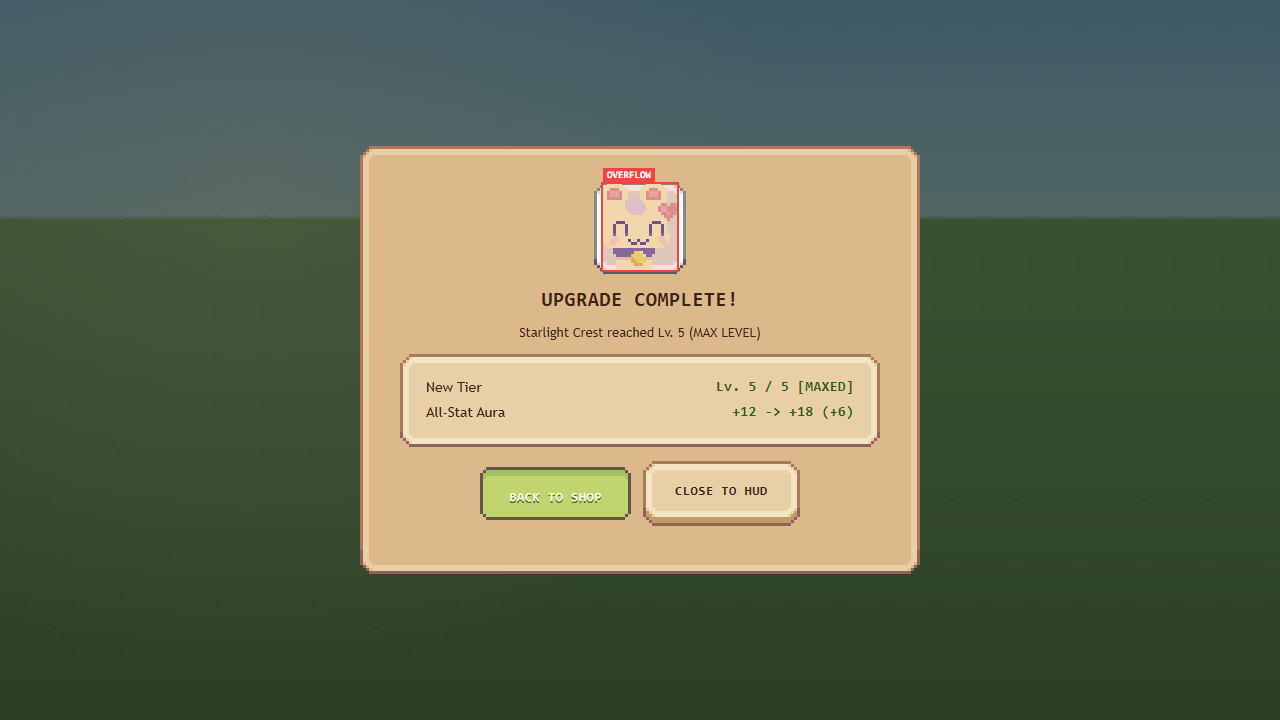 OVERFLOW
UPGRADE COMPLETE!
Starlight Crest reached Lv. 5 (MAX LEVEL)
New Tier Lv. 5 / 5 [MAXED]
All-Stat Aura +12 -> +18 (+6)
BACK TO SHOP CLOSE TO HUD